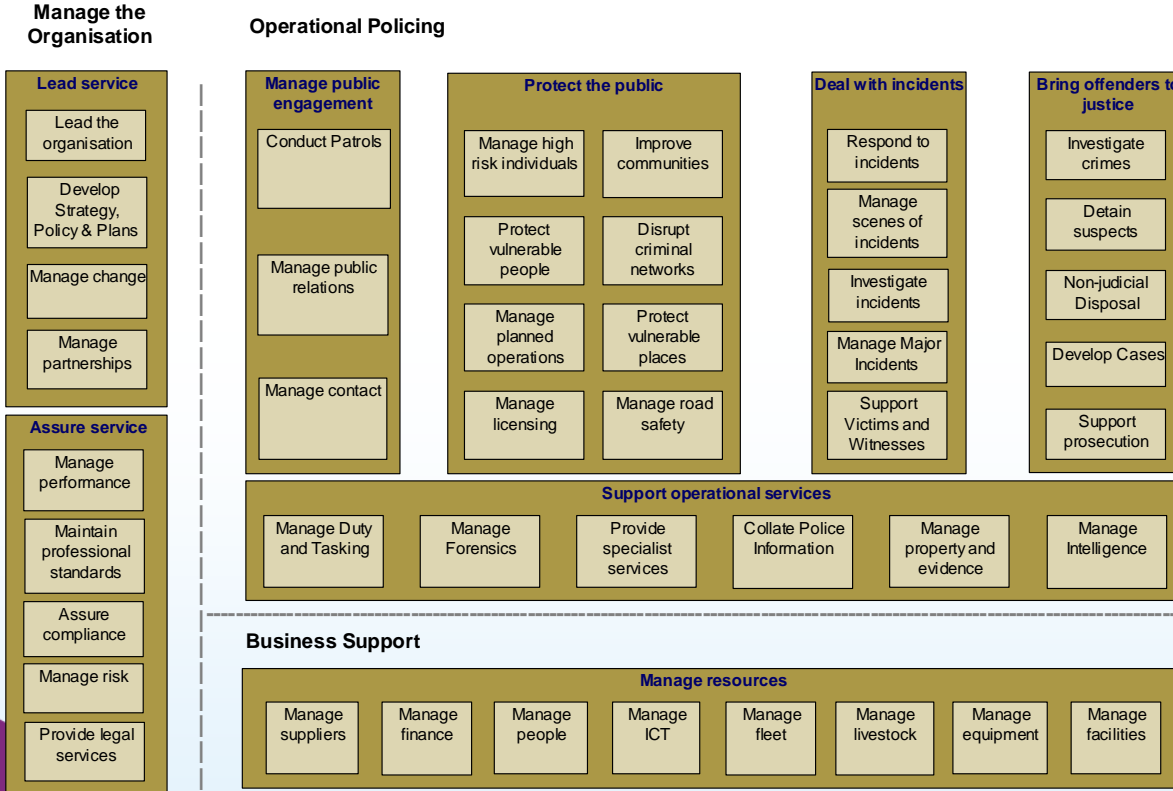 Manage the
Organisation
Lead service
Lead the
organisation
Develop
Strategy,
Policy & Plans
Manage change
Manage
partnerships
Assure service
Manage
performance
Maintain
professional
standards
Assure
compliance
Manage risk
Provide legal
services
Operational Policing
Manage public
engagement
Conduct Patrols
Manage public
relations
Manage contact
Protect the public
Manage high
risk individuals
Improve
communities
Protect
vulnerable
people
Disrupt
criminal
networks
Manage
planned
operations
Protect
vulnerable
places
Manage
licensing
Manage road
safety
Deal with incidents
Respond to
incidents
Manage
scenes of
incidents
Investigate
incidents
Manage Major
Incidents
Support
Victims and
Witnesses
Bring offenders to
justice
Investigate
crimes
Detain
suspects
Non-judicial
Disposal
Develop Cases
Support
prosecution
Support operational services
Manage Duty
and Tasking
Manage
Forensics
Provide
specialist
services
Collate Police
Information
Manage
property and
evidence
Manage
Intelligence
Business Support
Manage resources
Manage
suppliers
Manage
finance
Manage
people
Manage
ICT
Manage
fleet
Manage
livestock
Manage
equipment
Manage
facilities